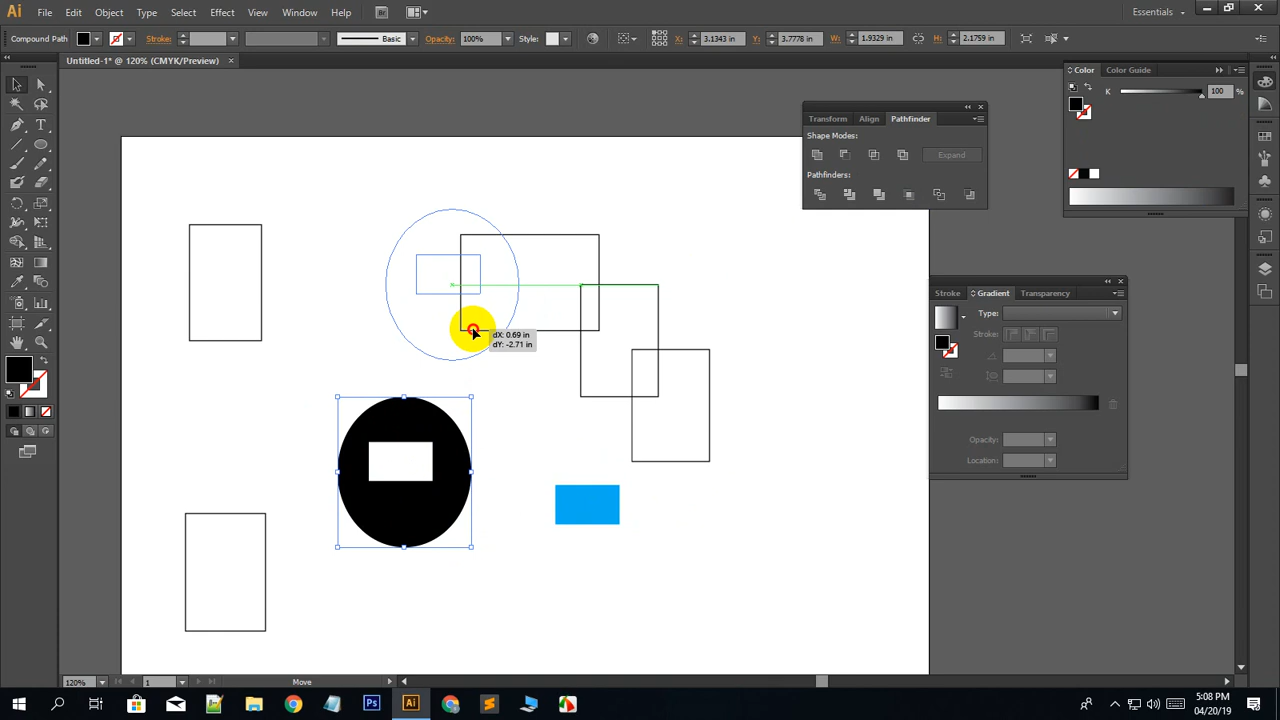 Ai File Edit Object Type Select Effect View Window Help Br Essentials
Compound Path Stroke: Basic Opacity: 100% Style: X: 3.1343 in Y: 3.7778 in W: 1.9329 in H: 2.1759 in
Untitled-1* @ 120% (CMYK/Preview)
Color Color Guide
K 100 %
Transform Align Pathfinder
Shape Modes:
Expand
Pathfinders:
Stroke Gradient Transparency
Type:
Stroke:
dX: 0.69 in
dY: -2.71 in
Opacity:
Location:
120% 1 Move
Ps Ai
5:08 PM
04/20/19